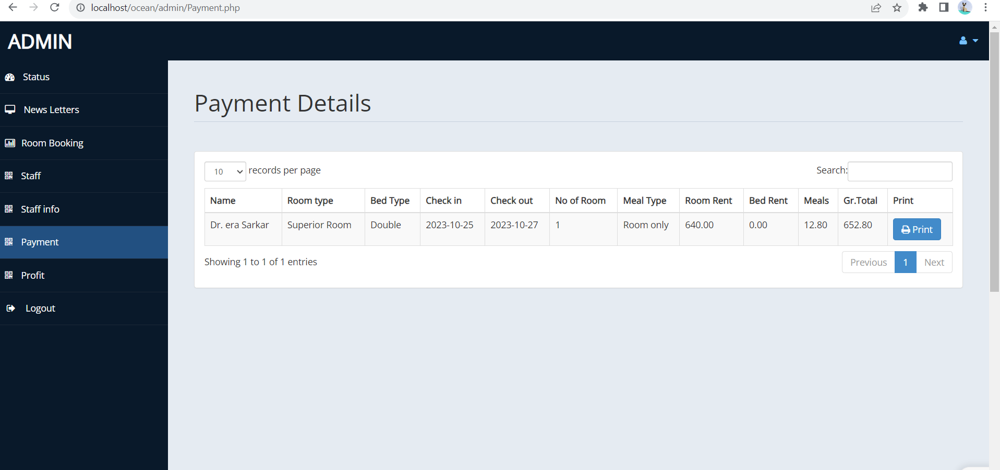 localhost/ocean/admin/Payment.php
ADMIN
Status
News Letters
Room Booking
Staff
Staff info
Payment
Profit
Logout
Payment Details
10 records per page Search:
Name Room type Bed Type Check in Check out No of Room Meal Type Room Rent Bed Rent Meals Gr.Total Print
Dr. era Sarkar Superior Room Double 2023-10-25 2023-10-27 1 Room only 640.00 0.00 12.80 652.80 Print
Showing 1 to 1 of 1 entries Previous 1 Next